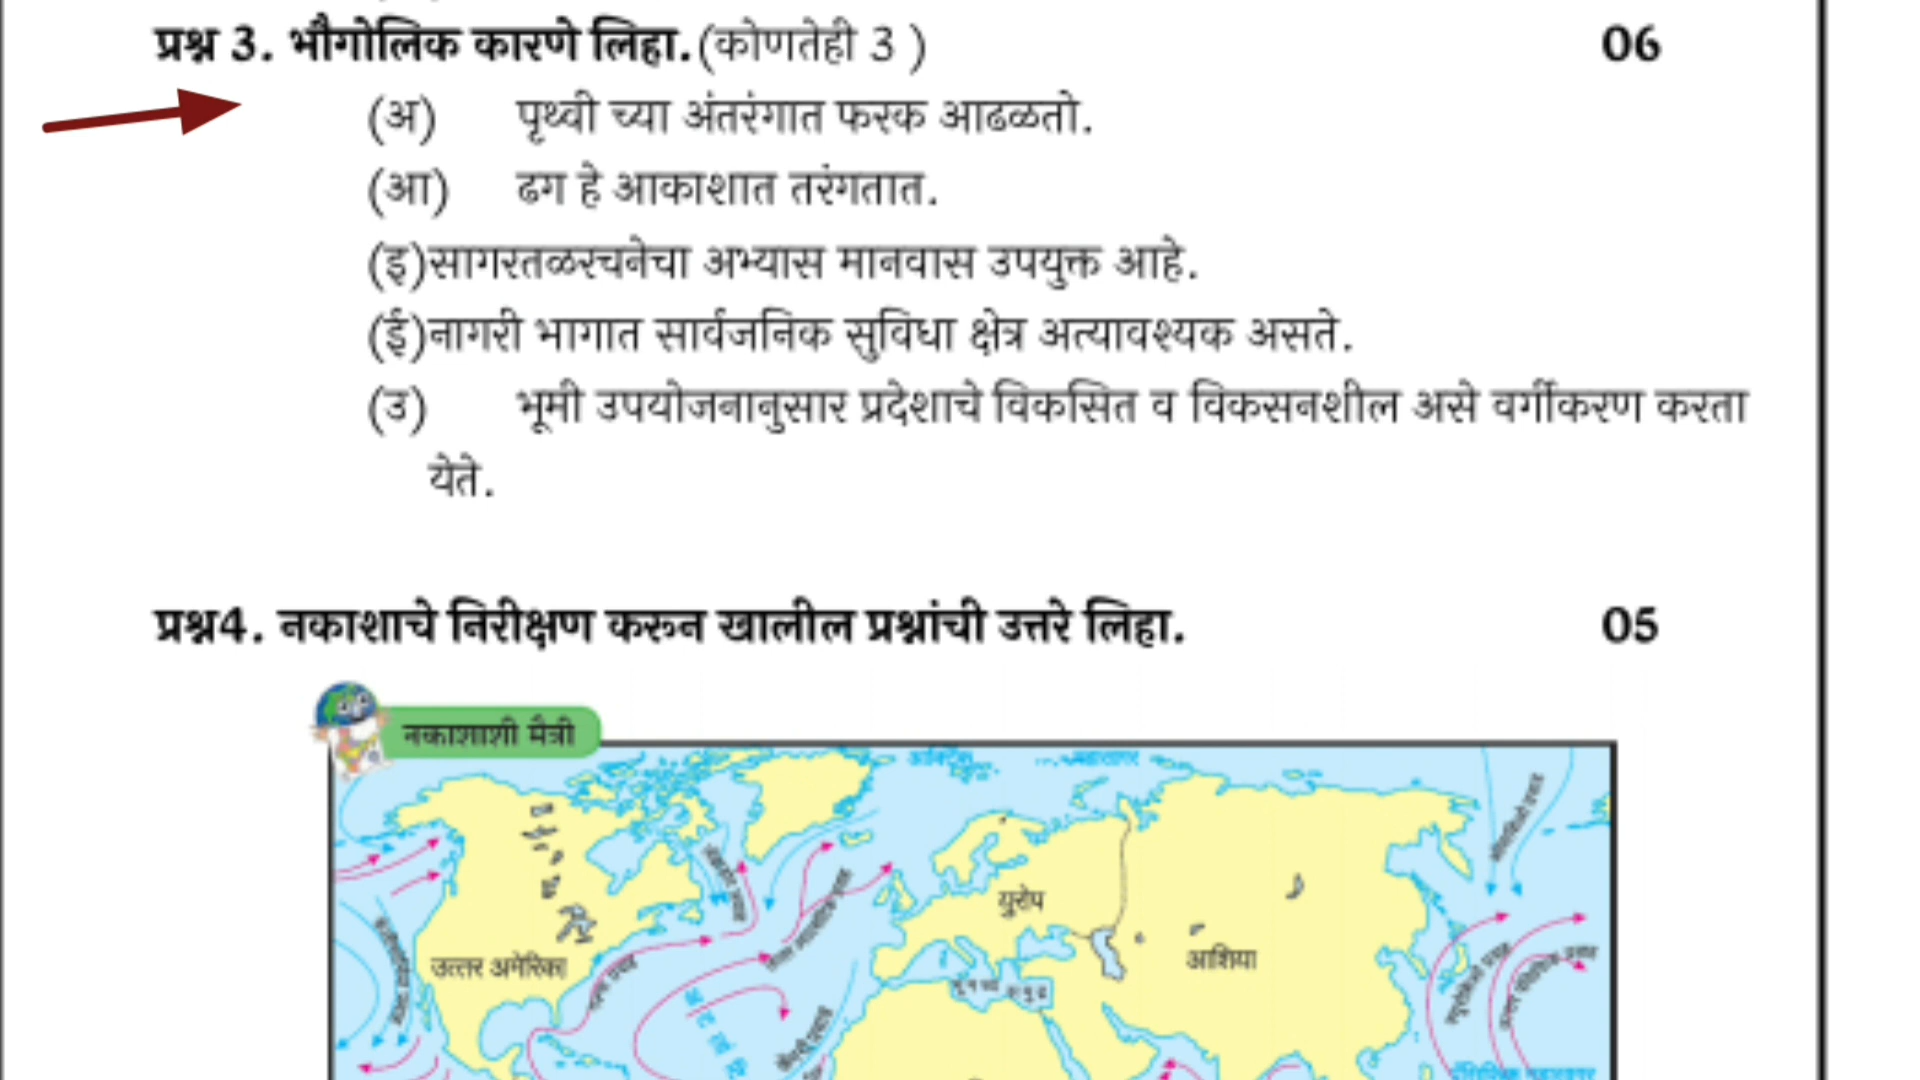 प्रश्न 3. भौगोलिक कारणे लिहा.(कोणतेही 3 ) 06
(अ) पृथ्वी च्या अंतरंगात फरक आढळतो.
(आ) ढग हे आकाशात तरंगतात.
(इ)सागरतळरचनेचा अभ्यास मानवास उपयुक्त आहे.
(ई)नागरी भागात सार्वजनिक सुविधा क्षेत्र अत्यावश्यक असते.
(उ) भूमी उपयोजनानुसार प्रदेशाचे विकसित व विकसनशील असे वर्गीकरण करता
येते.
प्रश्न4. नकाशाचे निरीक्षण करून खालील प्रश्नांची उत्तरे लिहा. 05
नकाशाशी मैत्री
युरोप
उत्तर अमेरिका
आशिया